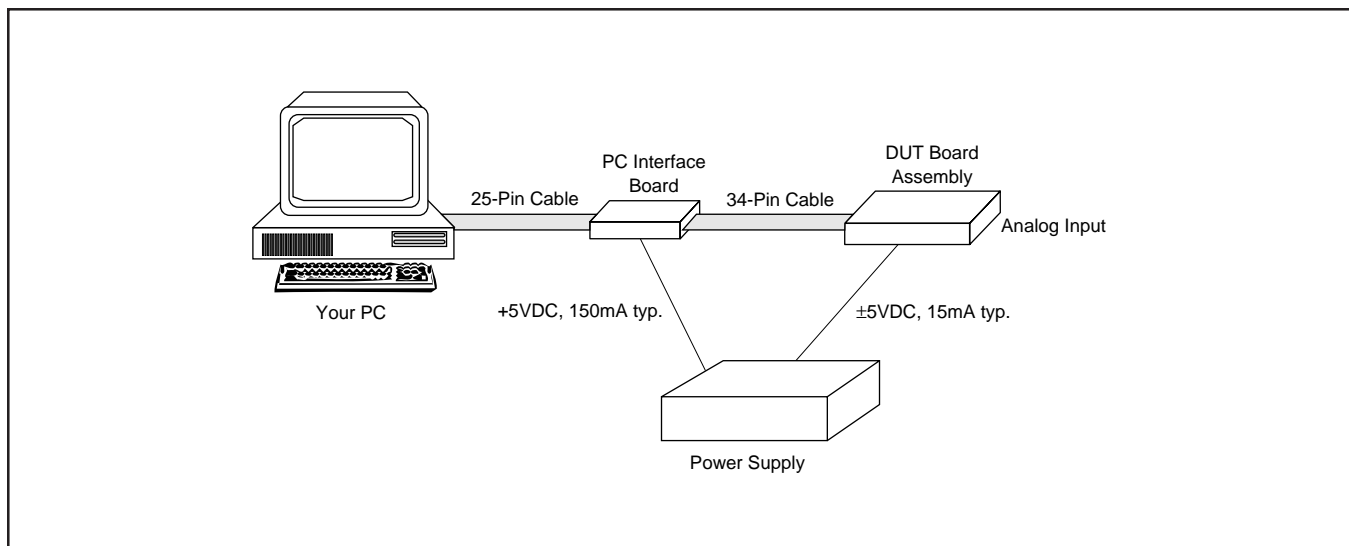 PC Interface
Board
DUT Board
Assembly
25-Pin Cable
34-Pin Cable
Analog Input
Your PC
+5VDC, 150mA typ.
±5VDC, 15mA typ.
Power Supply